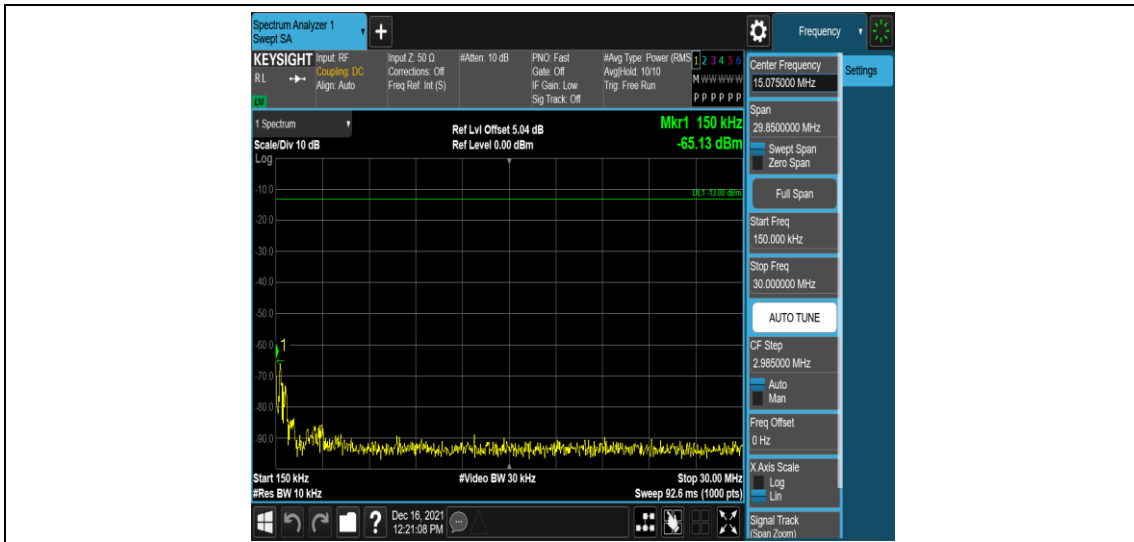 Spectrum Analyzer 1
Swept SA
+
Frequency
KEYSIGHT
RL
LXI
Input: RF
Coupling: DC
Align: Auto
Input Z: 50 Ω
Corrections: Off
Freq Ref: Int (S)
#Atten: 10 dB
PNO: Fast
Gate: Off
IF Gain: Low
Sig Track: Off
#Avg Type: Power (RMS
Avg|Hold: 10/10
Trig: Free Run
1 2 3 4 5 6
M W W W W W
P P P P P P
1 Spectrum
Scale/Div 10 dB
Log
Ref Lvl Offset 5.04 dB
Ref Level 0.00 dBm
Mkr1 150 kHz
-65.13 dBm
DL1 -13.00 dBm
-10.0
-20.0
-30.0
-40.0
-50.0
-60.0
1
-70.0
-80.0
-90.0
Start 150 kHz
#Res BW 10 kHz
#Video BW 30 kHz
Stop 30.00 MHz
Sweep 92.6 ms (1000 pts)
?
Dec 16, 2021
12:21:08 PM
Center Frequency
15.075000 MHz
Settings
Span
29.8500000 MHz
Swept Span
Zero Span
Full Span
Start Freq
150.000 kHz
Stop Freq
30.000000 MHz
AUTO TUNE
CF Step
2.985000 MHz
Auto
Man
Freq Offset
0 Hz
X Axis Scale
Log
Lin
Signal Track
(Span Zoom)